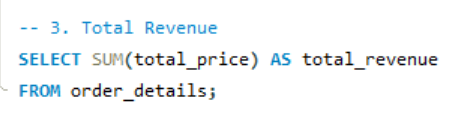 -- 3. Total Revenue
SELECT SUM(total_price) AS total_revenue
FROM order_details;